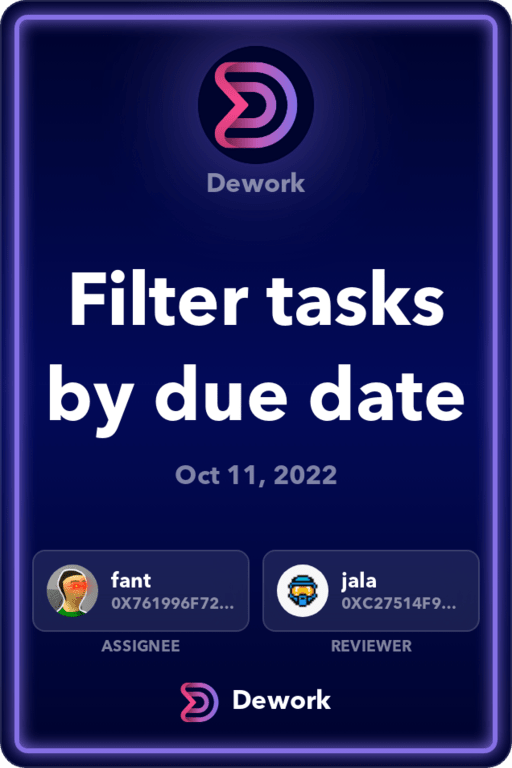 Dework
Filter tasks
by due date
Oct 11, 2022
fant
0X761996F72...
ASSIGNEE
jala
0XC27514F9...
REVIEWER
Dework